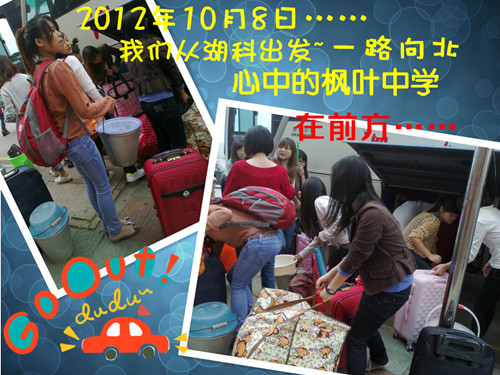 2012年10月8日……
我们从湖科出发~一路向北
心中的枫叶中学
在前方……
GoOut!
dudu